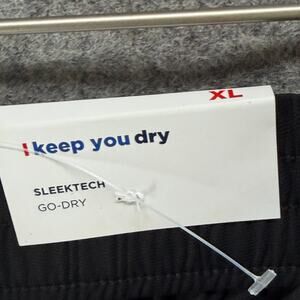 XL
I keep you dry
SLEEKTECH
GO-DRY